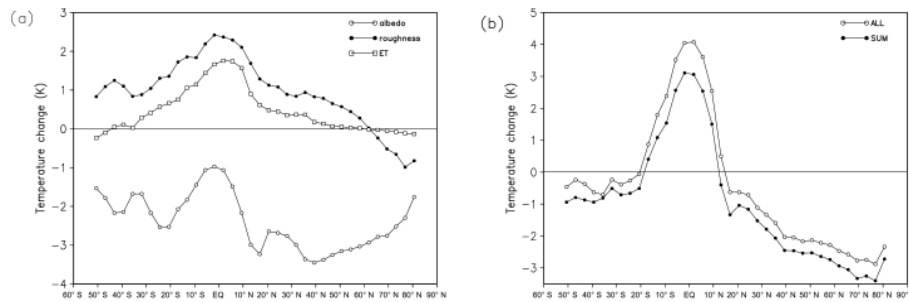 (a)
albedo
roughness
ET
Temperature change (K)
3
2
1
0
−1
−2
−3
−4
60°S 50°S 40°S 30°S 20°S 10°S EQ 10°N 20°N 30°N 40°N 50°N 60°N 70°N 80°N 90°N
(b)
ALL
SUM
Temperature change (K)
5
4
3
2
1
0
−1
−2
−3
60°S 50°S 40°S 30°S 20°S 10°S EQ 10°N 20°N 30°N 40°N 50°N 60°N 70°N 80°N 90°N